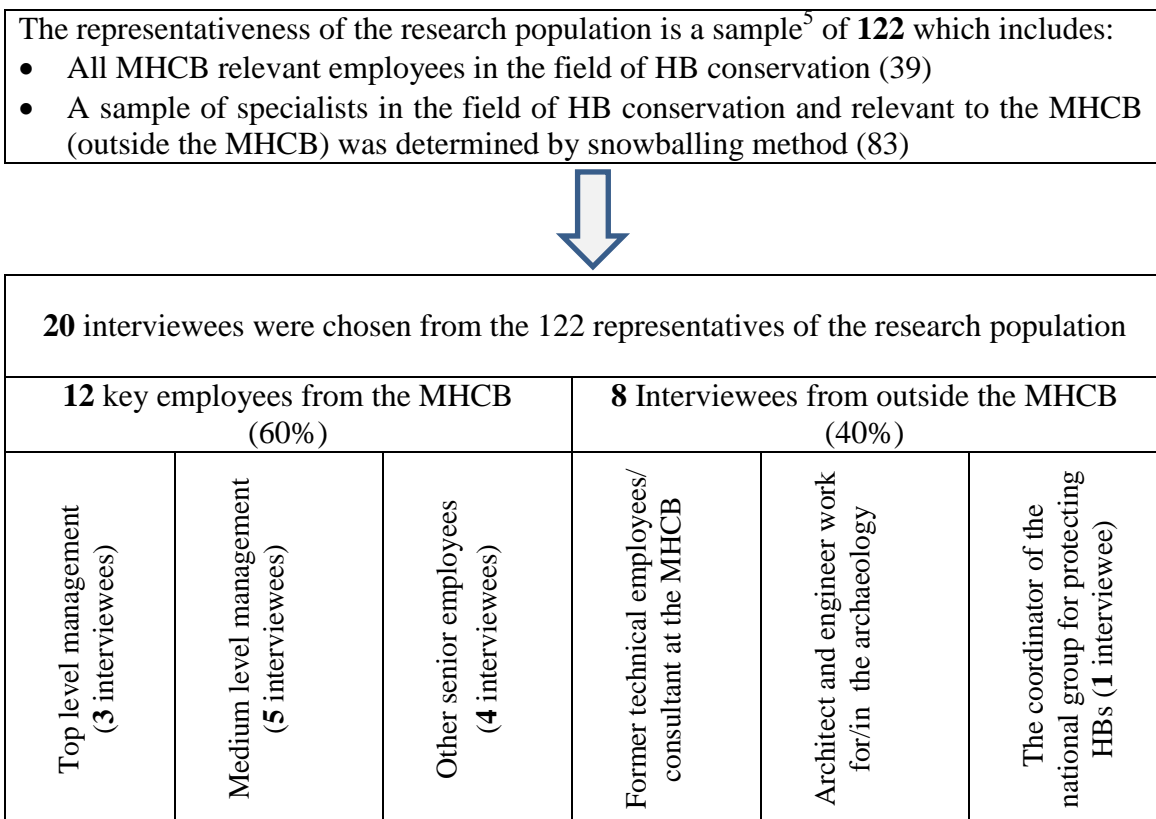 The representativeness of the research population is a sample5 of 122 which includes:
• All MHCB relevant employees in the field of HB conservation (39)
• A sample of specialists in the field of HB conservation and relevant to the MHCB
(outside the MHCB) was determined by snowballing method (83)
20 interviewees were chosen from the 122 representatives of the research population
12 key employees from the MHCB
(60%)
8 Interviewees from outside the MHCB
(40%)
Top level management
(3 interviewees)
Medium level management
(5 interviewees)
Other senior employees
(4 interviewees)
Former technical employees/
consultant at the MHCB
Architect and engineer work
for/in the archaeology
The coordinator of the
national group for protecting
HBs (1 interviewee)